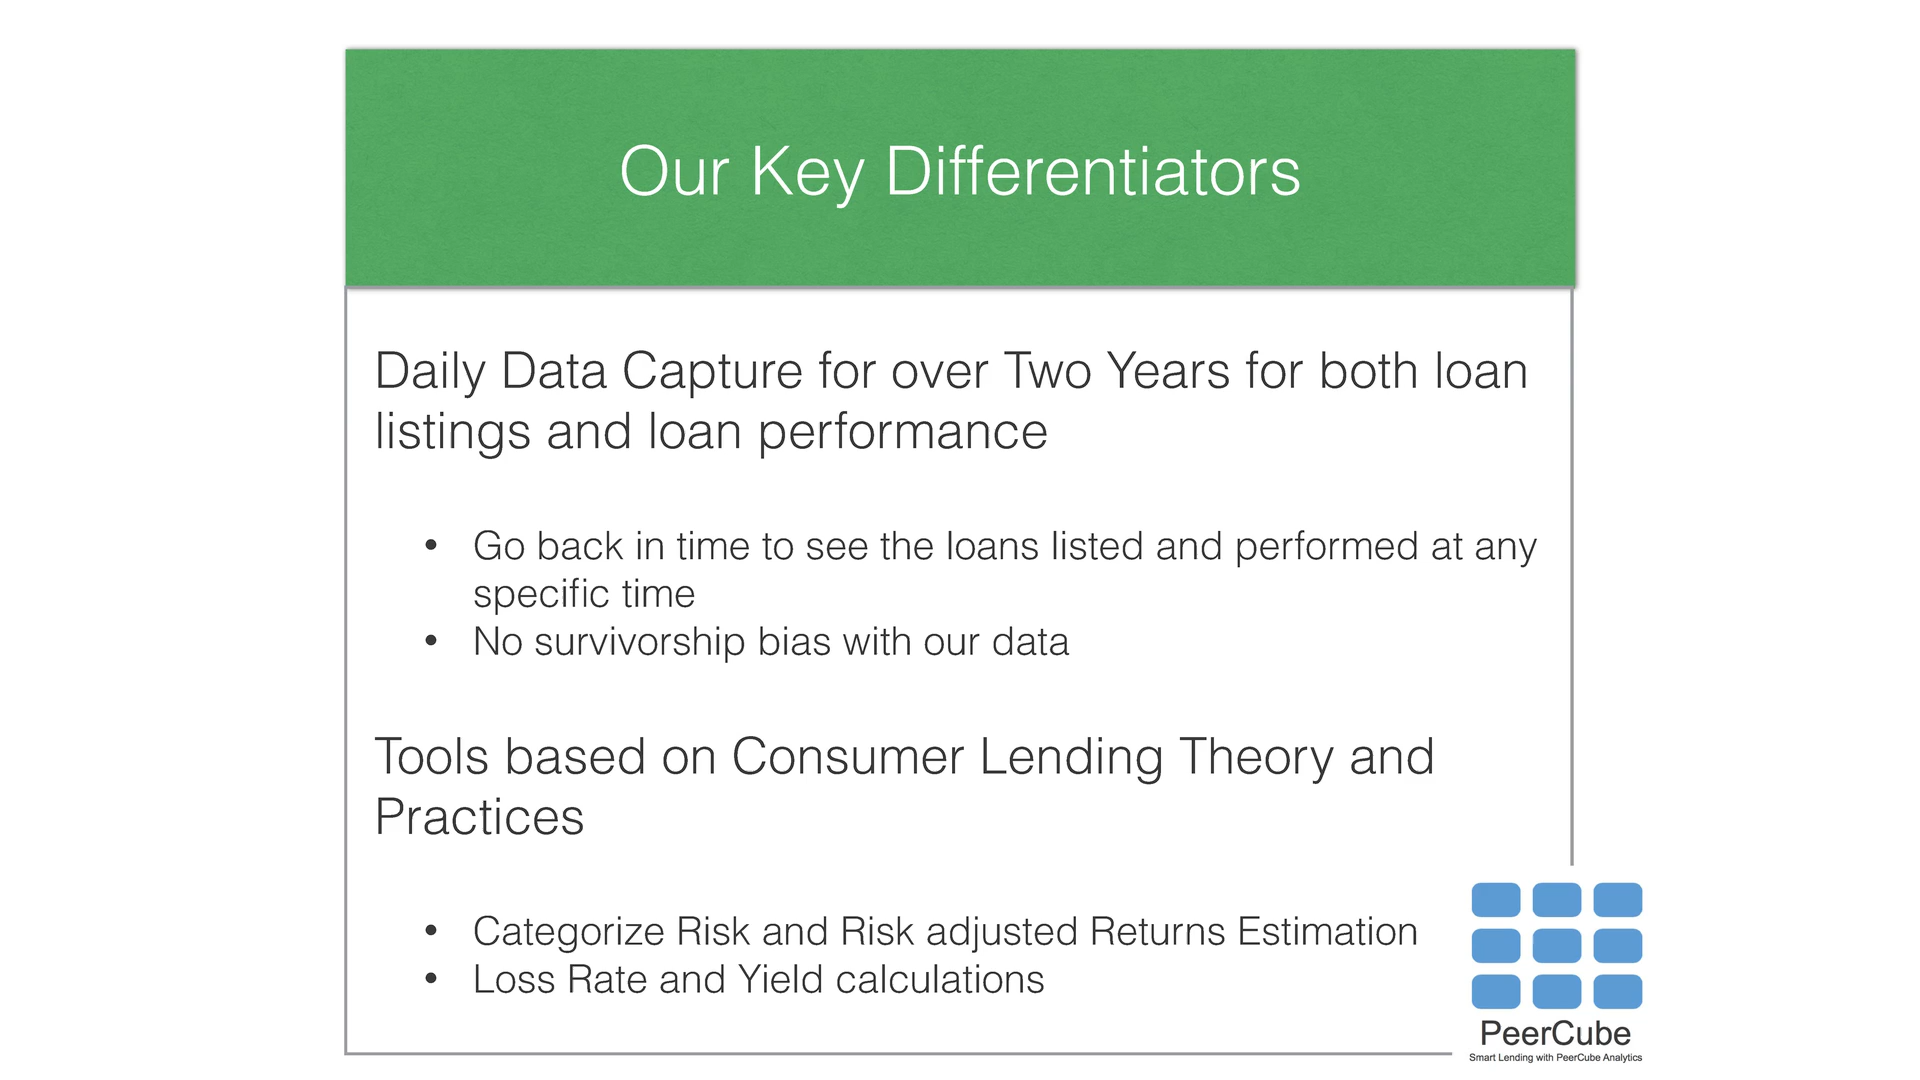 Our Key Differentiators
Daily Data Capture for over Two Years for both loan
listings and loan performance
• Go back in time to see the loans listed and performed at any
specific time
• No survivorship bias with our data
Tools based on Consumer Lending Theory and
Practices
• Categorize Risk and Risk adjusted Returns Estimation
• Loss Rate and Yield calculations
PeerCube
Smart Lending with PeerCube Analytics